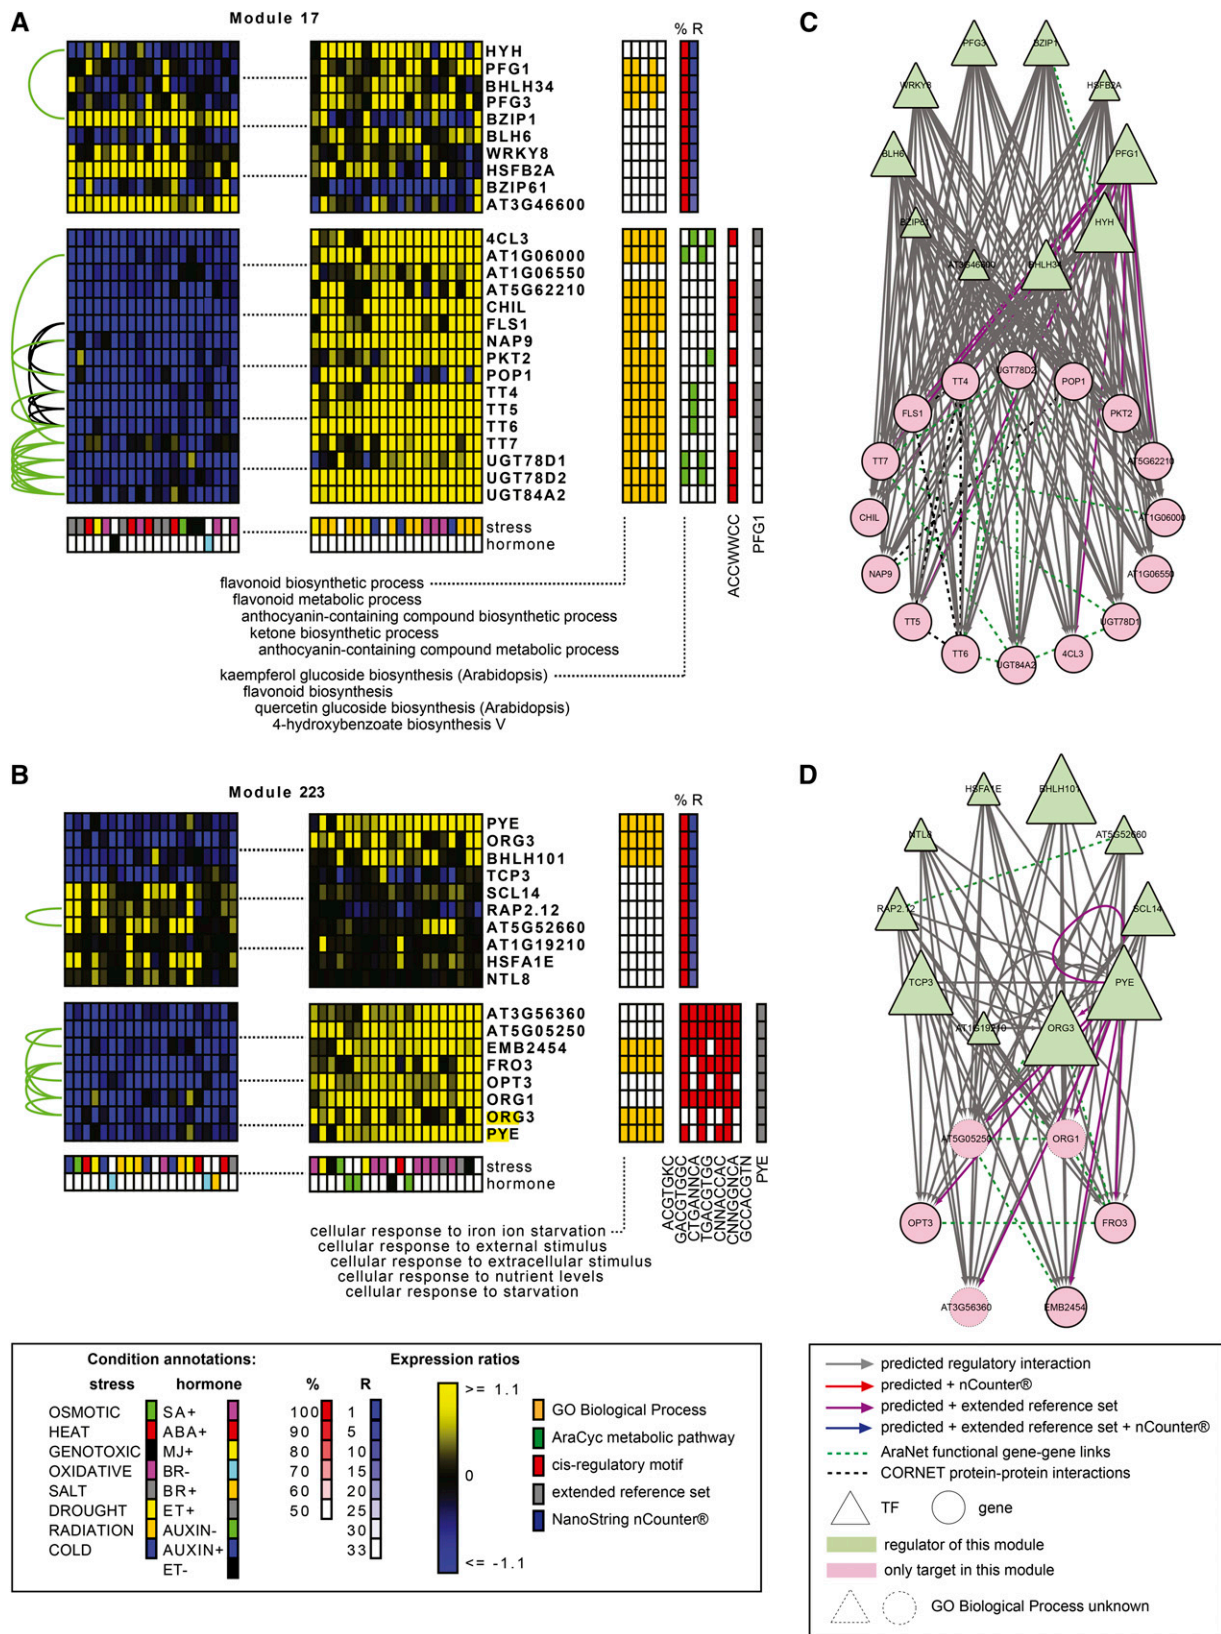 A
Module 17
% R
HYH
PFG1
BHLH34
PFG3
BZIP1
BLH6
WRKY8
HSFB2A
BZIP61
AT3G46600
4CL3
AT1G06000
AT1G06550
AT5G62210
CHIL
FLS1
NAP9
PKT2
POP1
TT4
TT5
TT6
TT7
UGT78D1
UGT78D2
UGT84A2
stress
hormone
ACCWWCC
PFG1
flavonoid biosynthetic process
flavonoid metabolic process
anthocyanin-containing compound biosynthetic process
ketone biosynthetic process
anthocyanin-containing compound metabolic process
kaempferol glucoside biosynthesis (Arabidopsis)
flavonoid biosynthesis
quercetin glucoside biosynthesis (Arabidopsis)
4-hydroxybenzoate biosynthesis V
C
PFG3
BZIP1
WRKY8
HSFB2A
BLH6
PFG1
BZIP61
HYH
AT3G46600
BHLH34
UGT78D2
TT4
POP1
FLS1
PKT2
TT7
AT5G62210
CHIL
AT1G06000
NAP9
AT1G06550
TT5
UGT78D1
TT6
4CL3
UGT84A2
B
Module 223
% R
PYE
ORG3
BHLH101
TCP3
SCL14
RAP2.12
AT5G52660
AT1G19210
HSFA1E
NTL8
AT3G56360
AT5G05250
EMB2454
FRO3
OPT3
ORG1
ORG3
PYE
stress
hormone
ACGTGKC
GACGTGGC
CTGANNCA
TGACGTGG
CNNACCAC
CNNGGNCA
GCCACGTN
PYE
cellular response to iron ion starvation
cellular response to external stimulus
cellular response to extracellular stimulus
cellular response to nutrient levels
cellular response to starvation
D
HSFA1E
BHLH101
NTL8
AT5G52660
RAP2.12
SCL14
TCP3
PYE
AT1G19210
ORG3
AT5G05250
ORG1
OPT3
FRO3
AT3G56360
EMB2454
Condition annotations:
stress hormone
OSMOTIC SA+
HEAT ABA+
GENOTOXIC MJ+
OXIDATIVE BR-
SALT BR+
DROUGHT ET+
RADIATION AUXIN-
COLD AUXIN+
ET-
% R
100 1
90 5
80 10
70 15
60 20
50 25
30
33
Expression ratios
>= 1.1
0
<= -1.1
GO Biological Process
AraCyc metabolic pathway
cis-regulatory motif
extended reference set
NanoString nCounter®
predicted regulatory interaction
predicted + nCounter®
predicted + extended reference set
predicted + extended reference set + nCounter®
AraNet functional gene-gene links
CORNET protein-protein interactions
TF gene
regulator of this module
only target in this module
GO Biological Process unknown